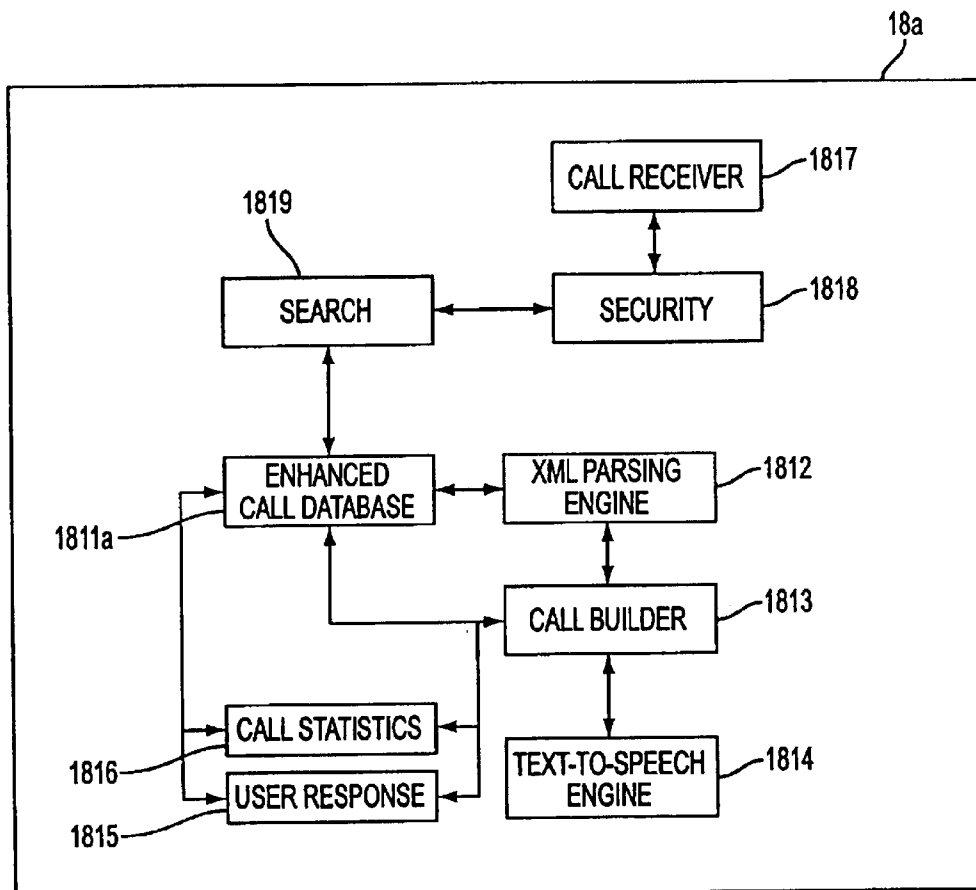 18a
CALL RECEIVER
1817
1819
SEARCH
SECURITY
1818
ENHANCED
CALL DATABASE
1811a
XML PARSING
ENGINE
1812
CALL BUILDER
1813
CALL STATISTICS
1816
USER RESPONSE
1815
TEXT-TO-SPEECH
ENGINE
1814